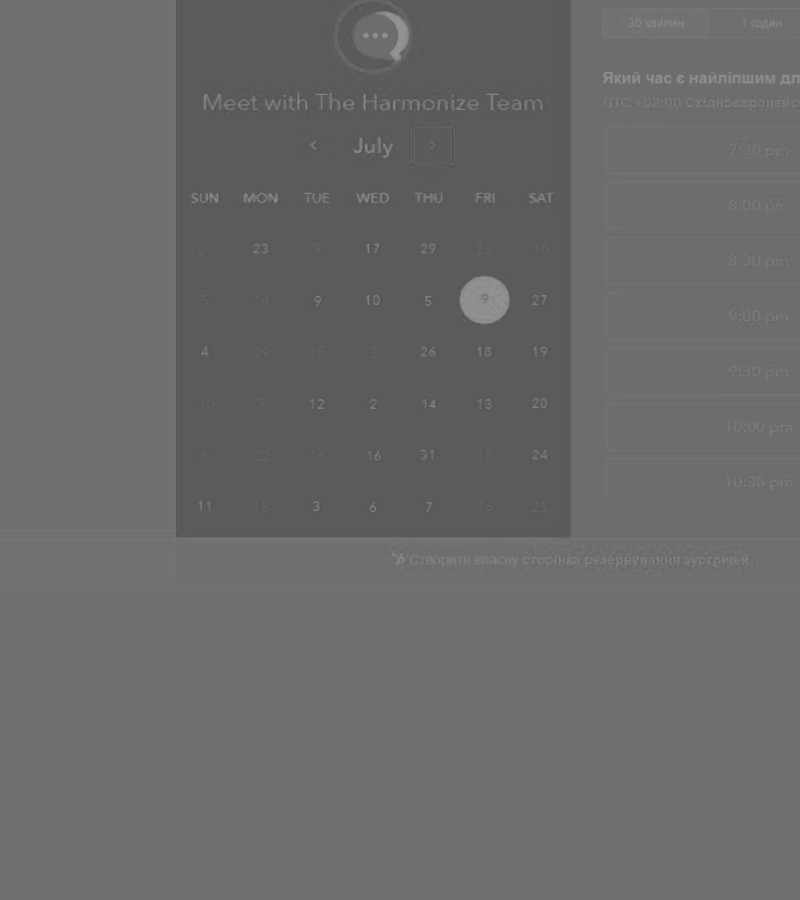 30 хвилин 1 годин
Meet with The Harmonize Team
Який час є найліпшим дл
UTC +03:00 Східноєвропейс
‹ July ›
SUN MON TUE WED THU FRI SAT
21 23 9 17 29 26 10
5 14 9 10 5 9 27
4 29 15 3 26 18 19
10 9 12 2 14 13 20
6 22 16 16 31 15 24
11 18 3 6 7 16 25
7:30 pm
8:00 pm
8:30 pm
9:00 pm
9:30 pm
10:00 pm
10:30 pm
Створити власну сторінка резервування зустрічей